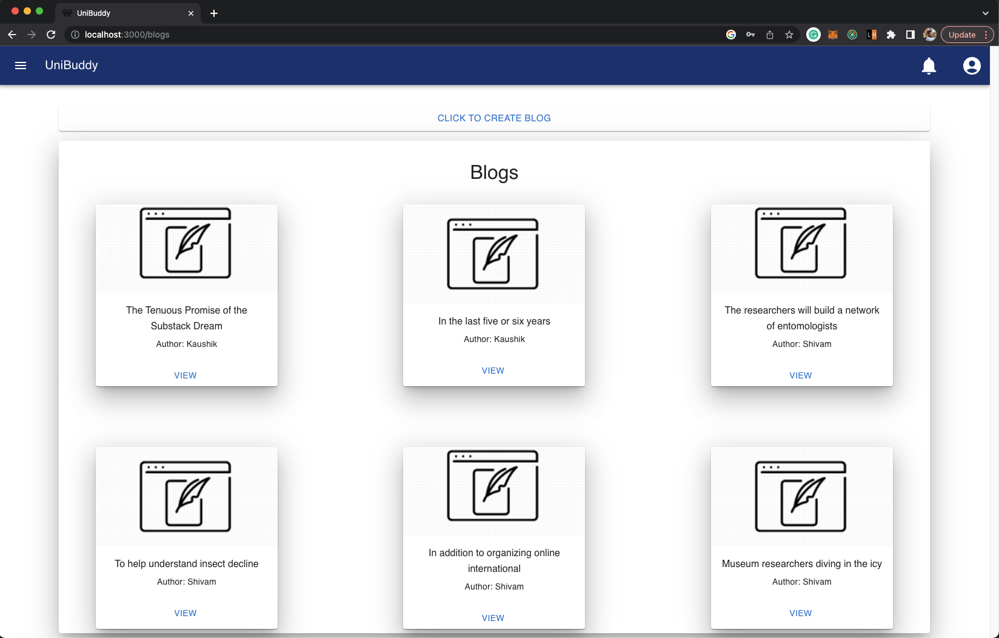 UniBuddy
localhost:3000/blogs
LH
Update
UniBuddy
CLICK TO CREATE BLOG
Blogs
The Tenuous Promise of the
Substack Dream
Author: Kaushik
VIEW
In the last five or six years
Author: Kaushik
VIEW
The researchers will build a network
of entomologists
Author: Shivam
VIEW
To help understand insect decline
Author: Shivam
VIEW
In addition to organizing online
international
Author: Shivam
VIEW
Museum researchers diving in the icy
Author: Shivam
VIEW